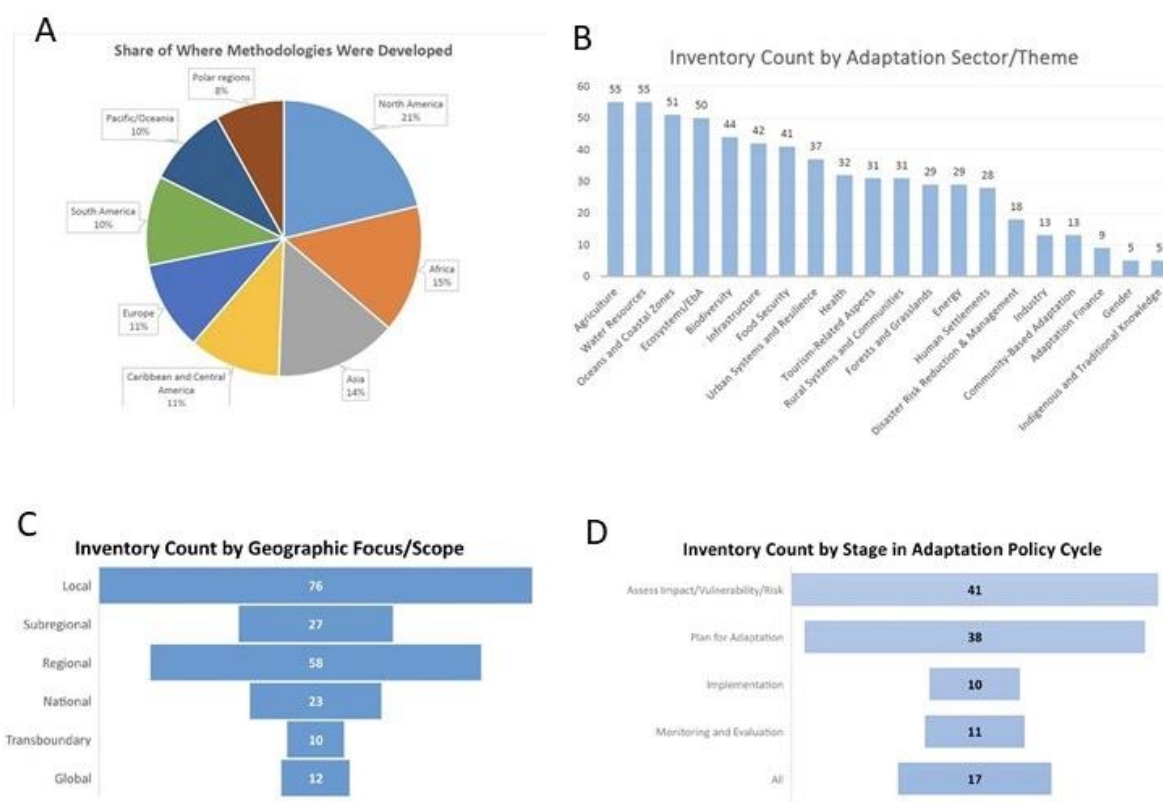 A
Share of Where Methodologies Were Developed
Polar regions
8%
North America
21%
Pacific/Oceania
10%
South America
10%
Africa
15%
Europe
11%
Caribbean and Central
America
11%
Asia
14%
B
Inventory Count by Adaptation Sector/Theme
60
50
40
30
20
10
0
55
55
51
50
44
42
41
37
32
31
31
29
29
28
18
13
13
9
5
5
Agriculture
Water Resources
Oceans and Coastal Zones
Ecosystems/EbA
Biodiversity
Infrastructure
Food Security
Urban Systems and Resilience
Health
Tourism-Related Aspects
Rural Systems and Communities
Forests and Grasslands
Energy
Human Settlements
Disaster Risk Reduction & Management
Industry
Community-Based Adaptation
Adaptation Finance
Gender
Indigenous and Traditional Knowledge
C
Inventory Count by Geographic Focus/Scope
Local 76
Subregional 27
Regional 58
National 23
Transboundary 10
Global 12
D
Inventory Count by Stage in Adaptation Policy Cycle
Assess Impact/Vulnerability/Risk 41
Plan for Adaptation 38
Implementation 10
Monitoring and Evaluation 11
All 17